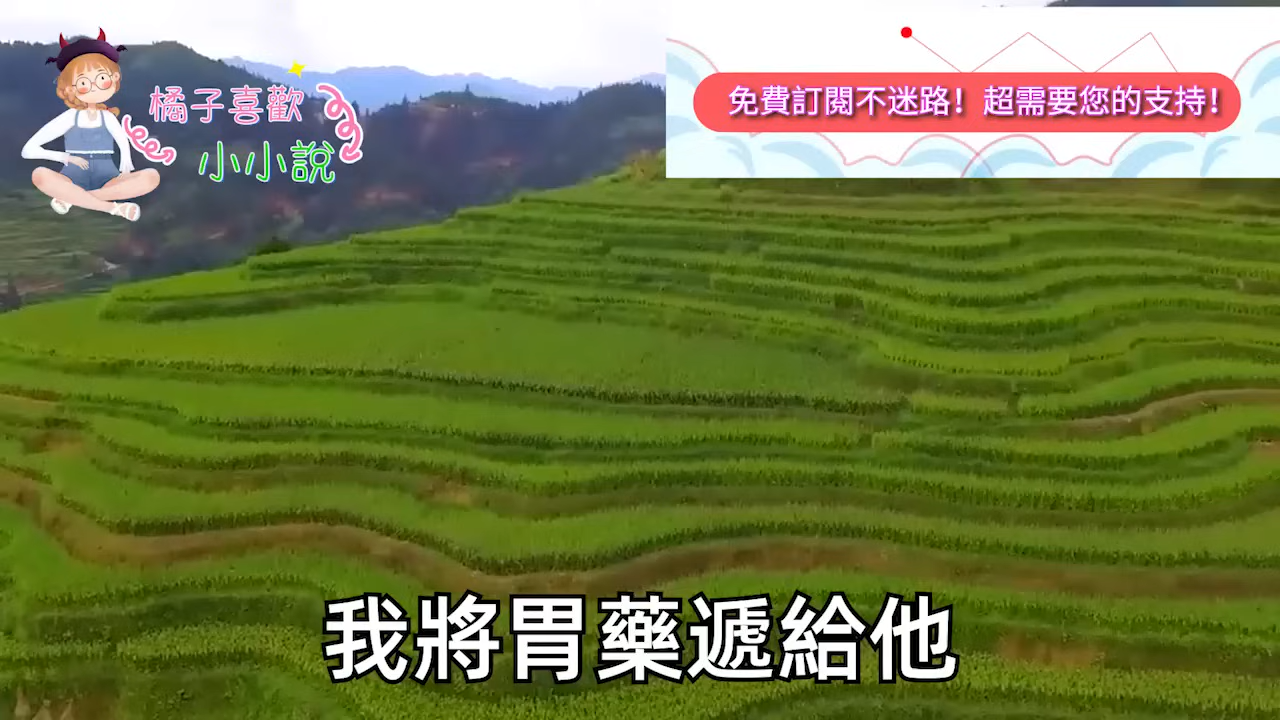 橘子喜歡
小小說
免費訂閱不迷路！超需要您的支持！
我將胃藥遞給他